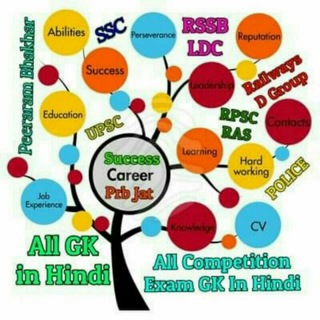 Abilities
SSC
Perseverance
RSSB
LDC
Reputation
Peeraram Bhakhar
Success
Leadership
Railways
D Group
Education
UPSC
RPSC
RAS
Contacts
Success
Career
Prb Jat
Learning
Hard
working
POLICE
Job
Experience
Knowledge
CV
All GK
in Hindi
All Competition
Exam GK In Hindi